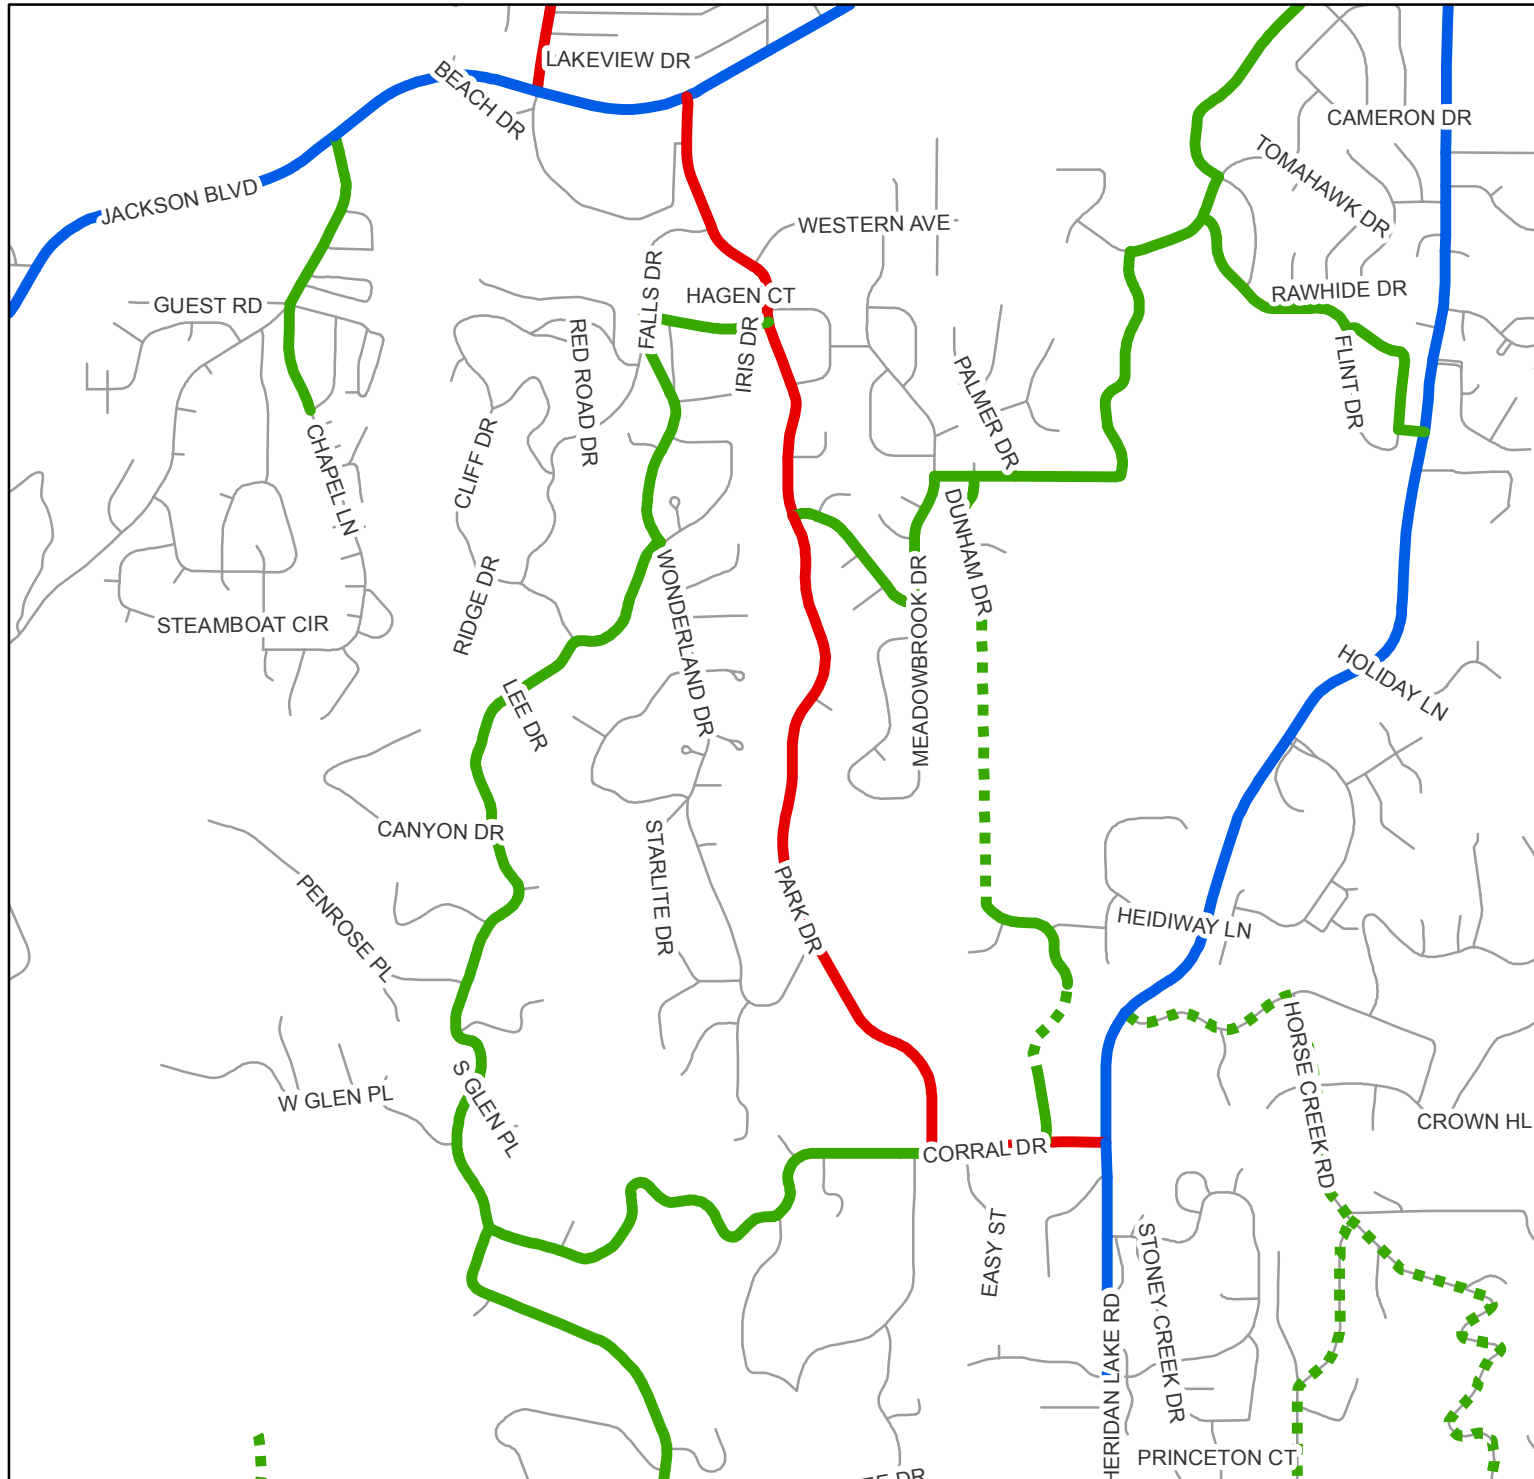 LAKEVIEW DR
BEACH DR
CAMERON DR
TOMAHAWK DR
JACKSON BLVD
WESTERN AVE
FALLS DR
HAGEN CT
RAWHIDE DR
GUEST RD
RED ROAD DR
IRIS DR
FLINT DR
PALMER DR
CHAPEL LN
CLIFF DR
DUNHAM DR
RIDGE DR
WONDERLAND DR
MEADOWBROOK DR
STEAMBOAT CIR
HOLIDAY LN
LEE DR
CANYON DR
STARLITE DR
PENROSE PL
PARK DR
HEIDIWAY LN
HORSE CREEK RD
S GLEN PL
W GLEN PL
CROWN HL
CORRAL DR
EASY ST
STONEY CREEK DR
HERIDAN LAKE RD
PRINCETON CT
DR